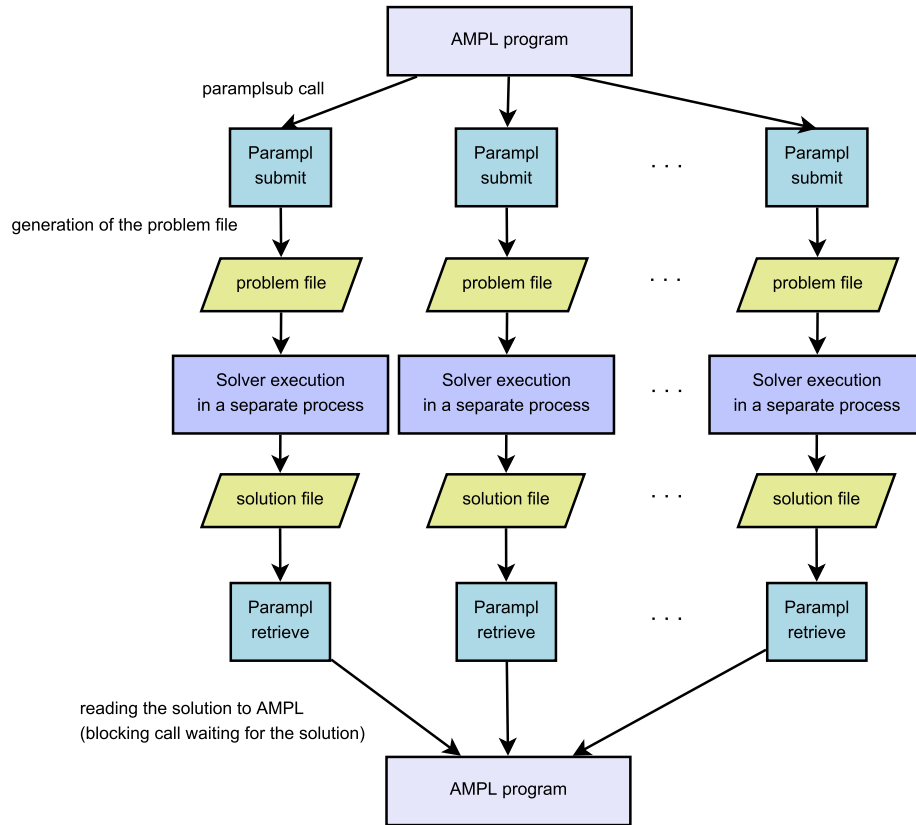 AMPL program
paramplsub call
Parampl
submit
Parampl
submit
. . .
Parampl
submit
generation of the problem file
problem file
problem file
. . .
problem file
Solver execution
in a separate process
Solver execution
in a separate process
. . .
Solver execution
in a separate process
solution file
solution file
. . .
solution file
Parampl
retrieve
Parampl
retrieve
. . .
Parampl
retrieve
reading the solution to AMPL
(blocking call waiting for the solution)
AMPL program